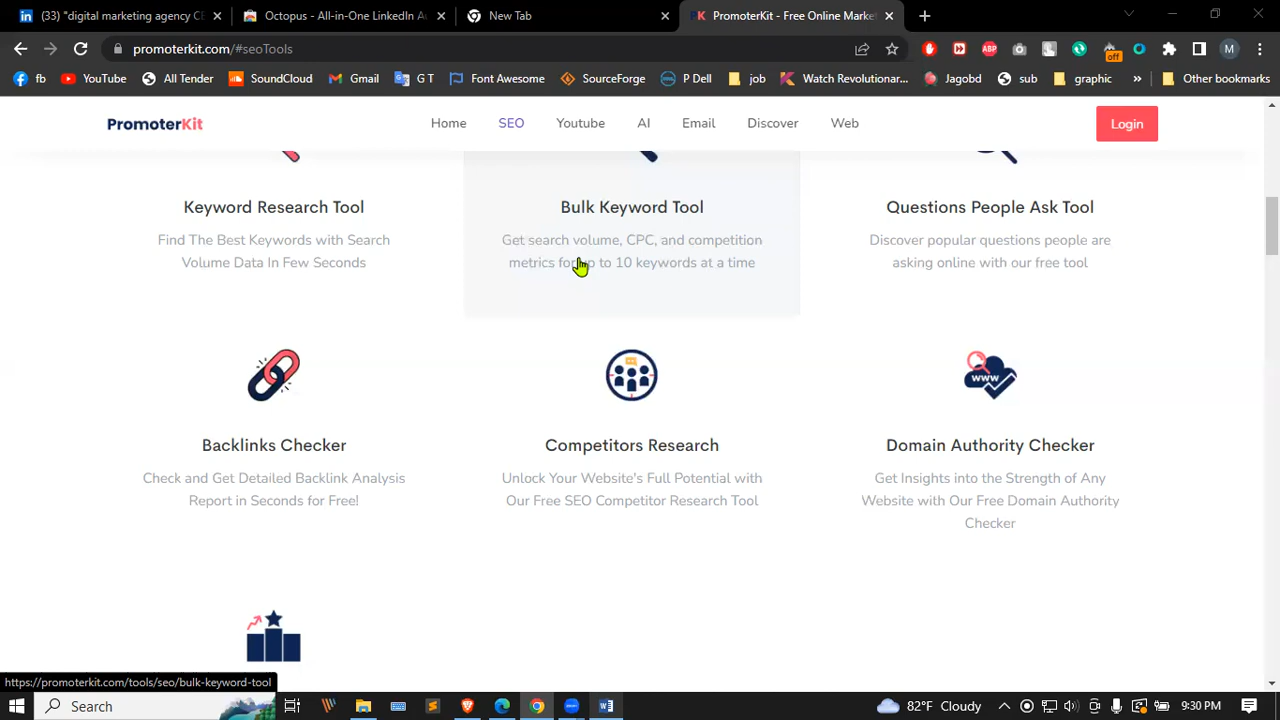 (33) "digital marketing agency CE
Octopus - All-in-One LinkedIn Au
New Tab
PK PromoterKit - Free Online Marke
promoterkit.com/#seoTools
fb
YouTube
All Tender
SoundCloud
Gmail
G T
Font Awesome
SourceForge
P Dell
job
Watch Revolutionar...
Jagobd
sub
graphic
Other bookmarks
ABP
off
M
PromoterKit
Home
SEO
Youtube
AI
Email
Discover
Web
Login
Keyword Research Tool
Find The Best Keywords with Search
Volume Data In Few Seconds
Bulk Keyword Tool
Get search volume, CPC, and competition
metrics for up to 10 keywords at a time
Questions People Ask Tool
Discover popular questions people are
asking online with our free tool
Backlinks Checker
Check and Get Detailed Backlink Analysis
Report in Seconds for Free!
Competitors Research
Unlock Your Website's Full Potential with
Our Free SEO Competitor Research Tool
WWW
Domain Authority Checker
Get Insights into the Strength of Any
Website with Our Free Domain Authority
Checker
https://promoterkit.com/tools/seo/bulk-keyword-tool
Search
82°F Cloudy
9:30 PM